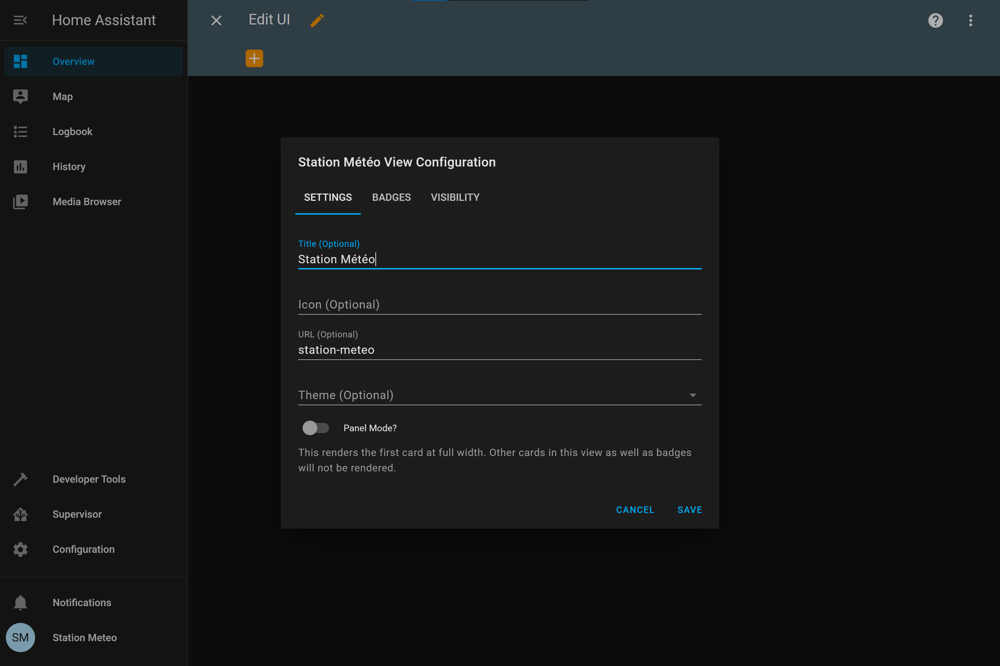 Home Assistant
Edit UI
Overview
Map
Logbook
History
Media Browser
Station Météo View Configuration
SETTINGS BADGES VISIBILITY
Title (Optional)
Station Météo
Icon (Optional)
URL (Optional)
station-meteo
Theme (Optional)
Panel Mode?
This renders the first card at full width. Other cards in this view as well as badges
will not be rendered.
CANCEL SAVE
Developer Tools
Supervisor
Configuration
Notifications
SM Station Meteo